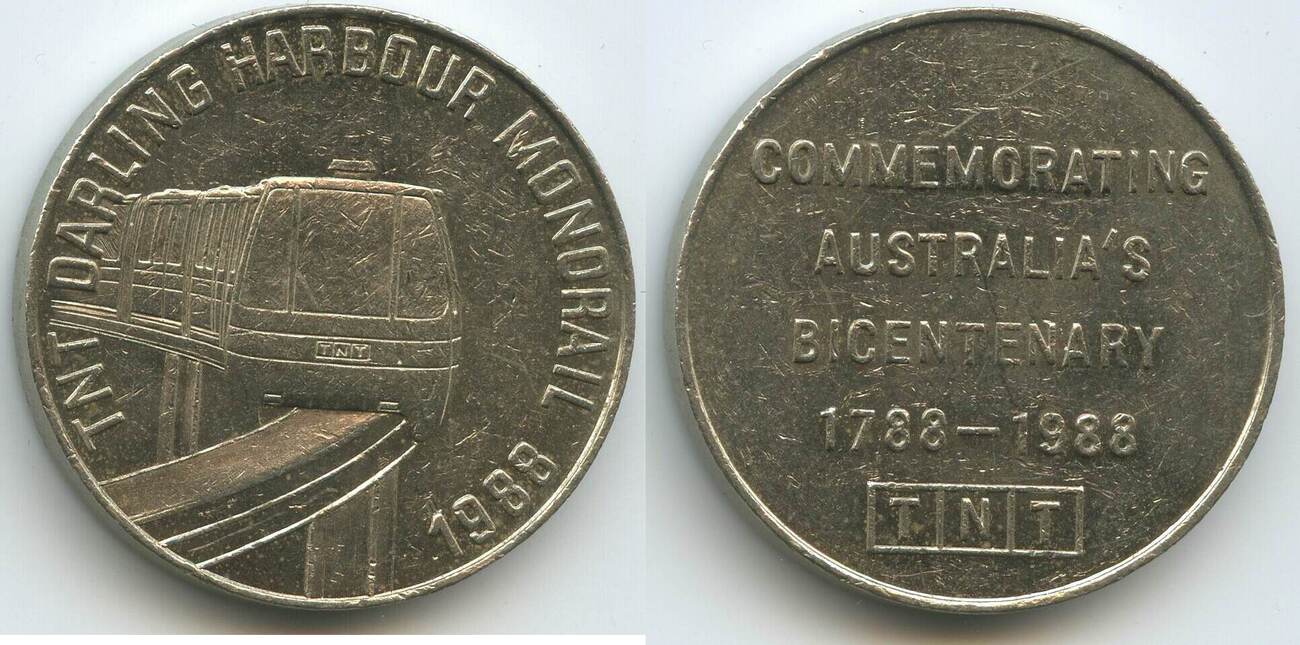 TNT DARLING HARBOUR MONORAIL
1988
TNT
COMMEMORATING
AUSTRALIA'S
BICENTENARY
1788-1988
TNT